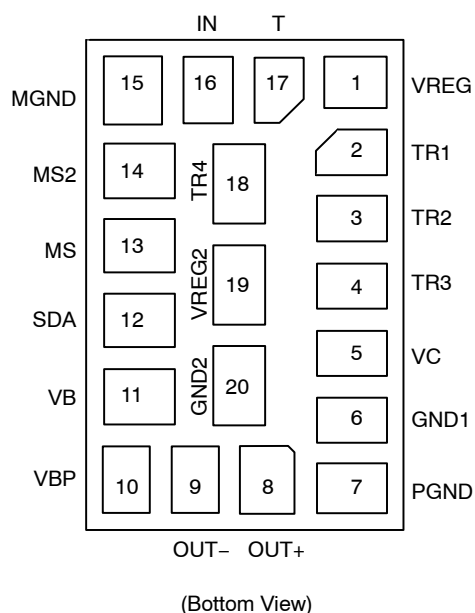 IN T
MGND 15 16 17 1 VREG
MS2 14 TR4 18 2 TR1
3 TR2
MS 13 VREG2 19 4 TR3
SDA 12
5 VC
VB 11 GND2 20 6 GND1
VBP 10 9 8 7 PGND
OUT− OUT+
(Bottom View)